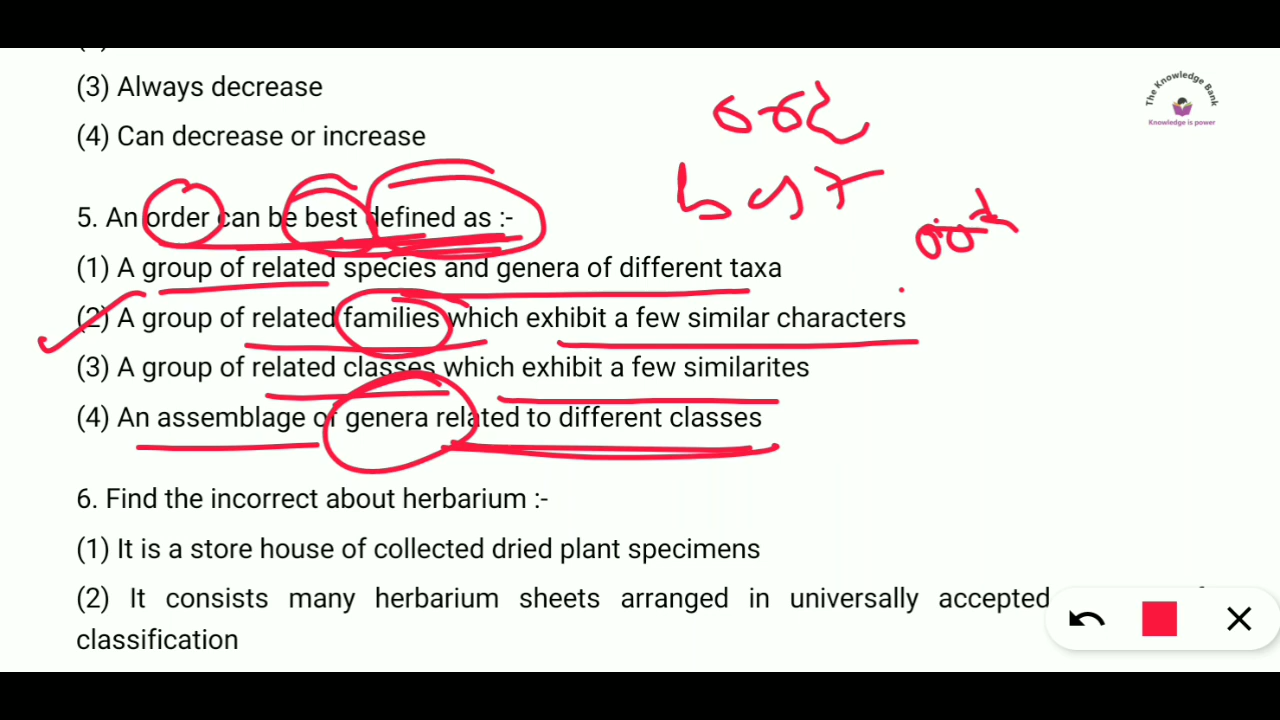 (3) Always decrease
(4) Can decrease or increase
The Knowledge Bank
Knowledge is power
best
5. An order can be best defined as :-
(1) A group of related species and genera of different taxa
(2) A group of related families which exhibit a few similar characters
(3) A group of related classes which exhibit a few similarites
(4) An assemblage of genera related to different classes
6. Find the incorrect about herbarium :-
(1) It is a store house of collected dried plant specimens
(2) It consists many herbarium sheets arranged in universally accepted
classification